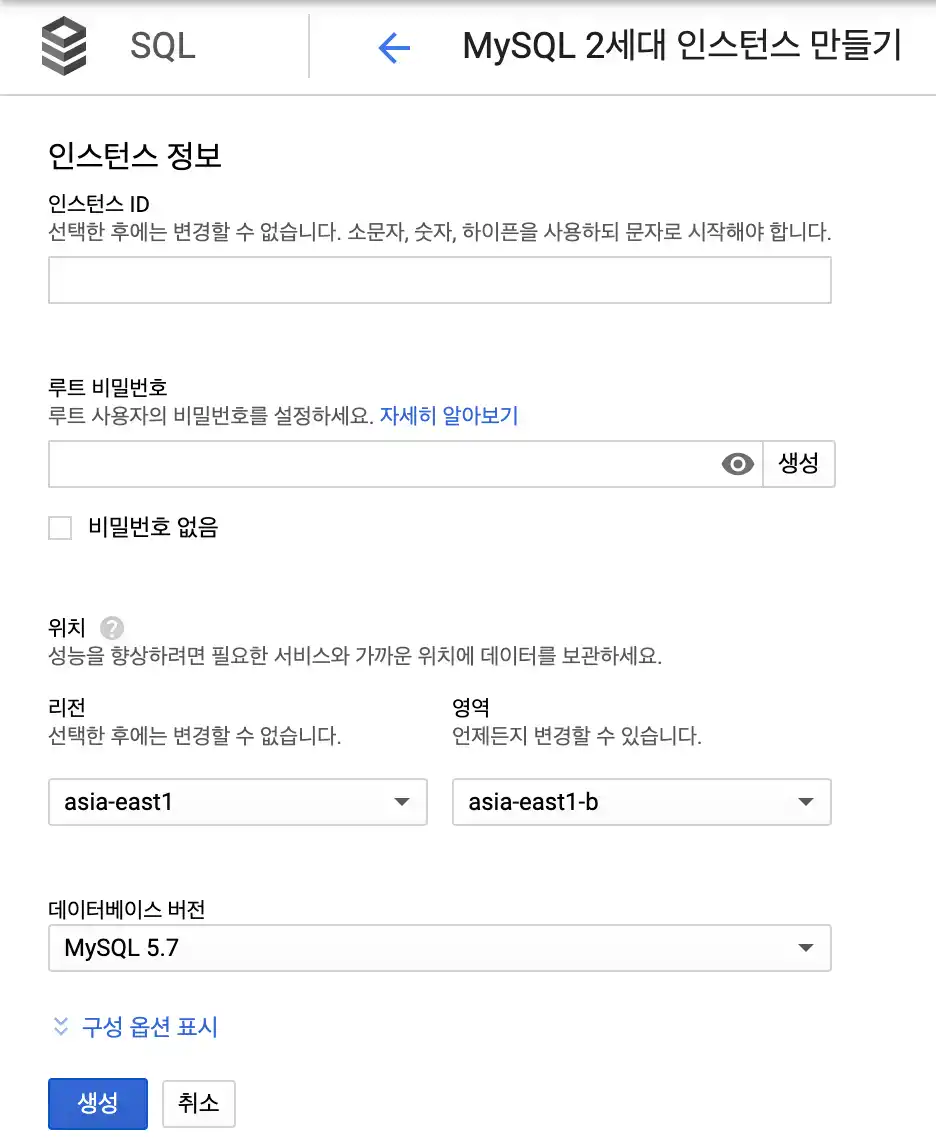 SQL
MySQL 2세대 인스턴스 만들기
인스턴스 정보
인스턴스 ID
선택한 후에는 변경할 수 없습니다. 소문자, 숫자, 하이픈을 사용하되 문자로 시작해야 합니다.
루트 비밀번호
루트 사용자의 비밀번호를 설정하세요. 자세히 알아보기
생성
비밀번호 없음
위치 ?
성능을 향상하려면 필요한 서비스와 가까운 위치에 데이터를 보관하세요.
리전
선택한 후에는 변경할 수 없습니다.
asia-east1
영역
언제든지 변경할 수 있습니다.
asia-east1-b
데이터베이스 버전
MySQL 5.7
구성 옵션 표시
생성 취소